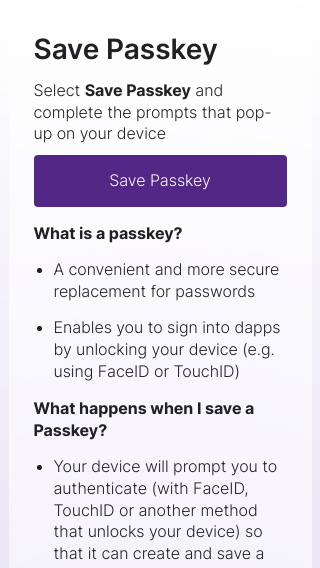 Save Passkey
Select Save Passkey and
complete the prompts that pop-
up on your device
Save Passkey
What is a passkey?
• A convenient and more secure
replacement for passwords
• Enables you to sign into dapps
by unlocking your device (e.g.
using FaceID or TouchID)
What happens when I save a
Passkey?
• Your device will prompt you to
authenticate (with FaceID,
TouchID or another method
that unlocks your device) so
that it can create and save a